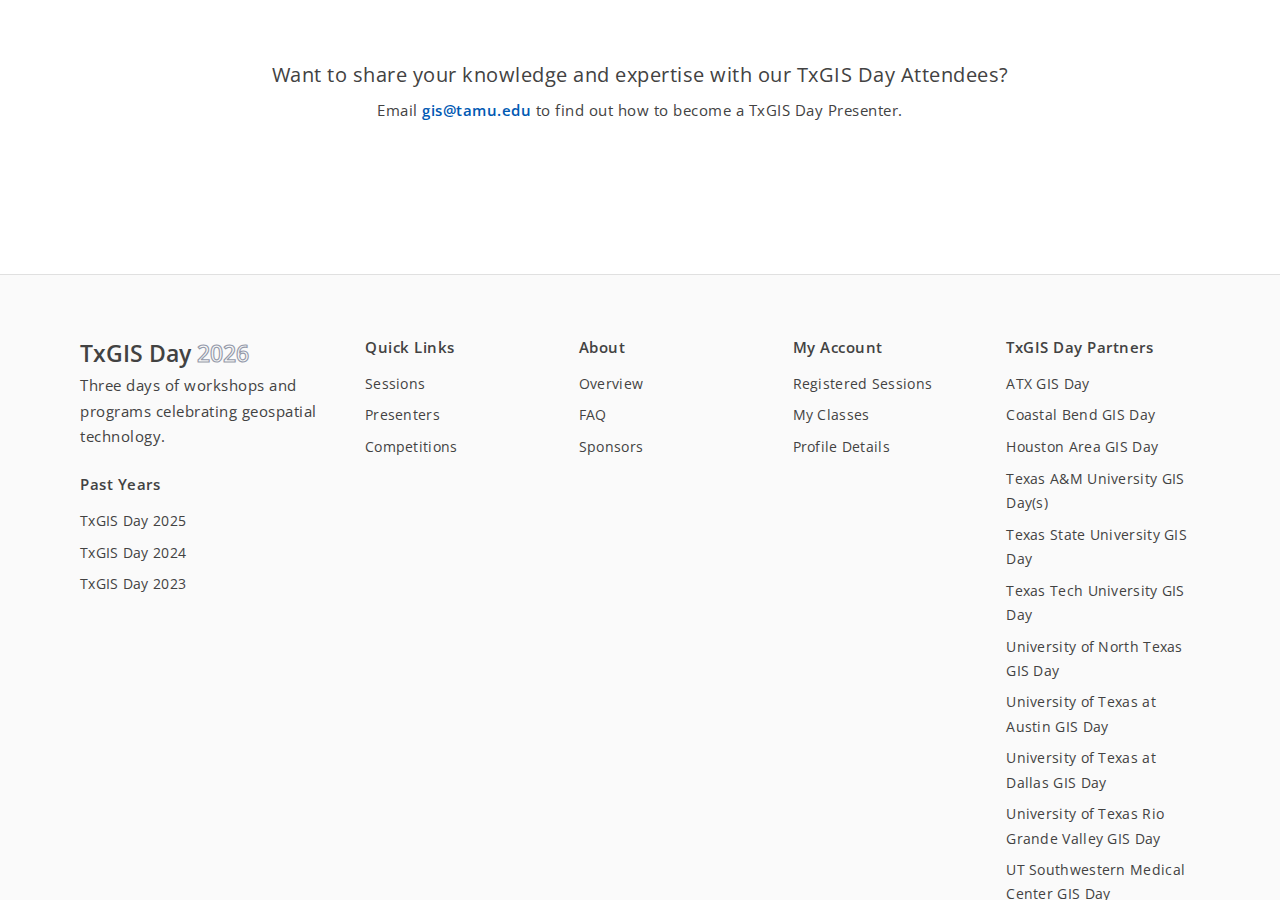 Want to share your knowledge and expertise with our TxGIS Day Attendees?
Email gis@tamu.edu to find out how to become a TxGIS Day Presenter.
TxGIS Day 2026
Three days of workshops and
programs celebrating geospatial
technology.
Past Years
TxGIS Day 2025
TxGIS Day 2024
TxGIS Day 2023
Quick Links
Sessions
Presenters
Competitions
About
Overview
FAQ
Sponsors
My Account
Registered Sessions
My Classes
Profile Details
TxGIS Day Partners
ATX GIS Day
Coastal Bend GIS Day
Houston Area GIS Day
Texas A&M University GIS
Day(s)
Texas State University GIS
Day
Texas Tech University GIS
Day
University of North Texas
GIS Day
University of Texas at
Austin GIS Day
University of Texas at
Dallas GIS Day
University of Texas Rio
Grande Valley GIS Day
UT Southwestern Medical
Center GIS Day